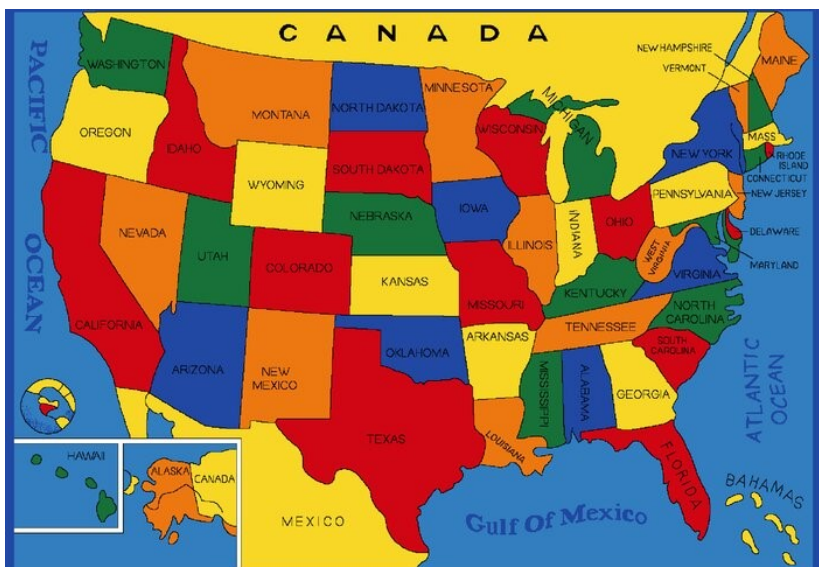 CANADA
PACIFIC
OCEAN
WASHINGTON
OREGON
IDAHO
MONTANA
WYOMING
NORTH DAKOTA
SOUTH DAKOTA
NEBRASKA
MINNESOTA
IOWA
WISCONSIN
MICHIGAN
NEW HAMPSHIRE
VERMONT
MAINE
MASS
NEW YORK
RHODE
ISLAND
CONNECTICUT
PENNSYLVANIA
NEW JERSEY
DELAWARE
MARYLAND
CALIFORNIA
NEVADA
UTAH
COLORADO
KANSAS
MISSOURI
ILLINOIS
INDIANA
OHIO
WEST
VIRGINIA
VIRGINIA
KENTUCKY
NORTH
CAROLINA
TENNESSEE
SOUTH
CAROLINA
ARIZONA
NEW
MEXICO
OKLAHOMA
ARKANSAS
TEXAS
LOUISIANA
MISSISSIPPI
ALABAMA
GEORGIA
FLORIDA
ATLANTIC
OCEAN
HAWAII
ALASKA
CANADA
MEXICO
Gulf Of Mexico
BAHAMAS